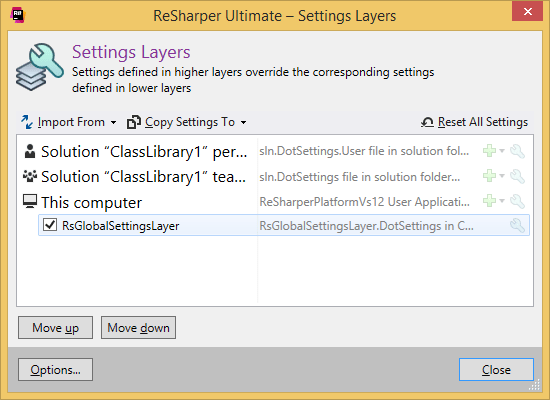 ReSharper Ultimate – Settings Layers
Settings Layers
Settings defined in higher layers override the corresponding settings
defined in lower layers
Import From Copy Settings To Reset All Settings
Solution “ClassLibrary1” per... sln.DotSettings.User file in solution fol...
Solution “ClassLibrary1” tea... sln.DotSettings file in solution folder...
This computer ReSharperPlatformVs12 User Applicati...
RsGlobalSettingsLayer RsGlobalSettingsLayer.DotSettings in C...
Move up Move down
Options... Close